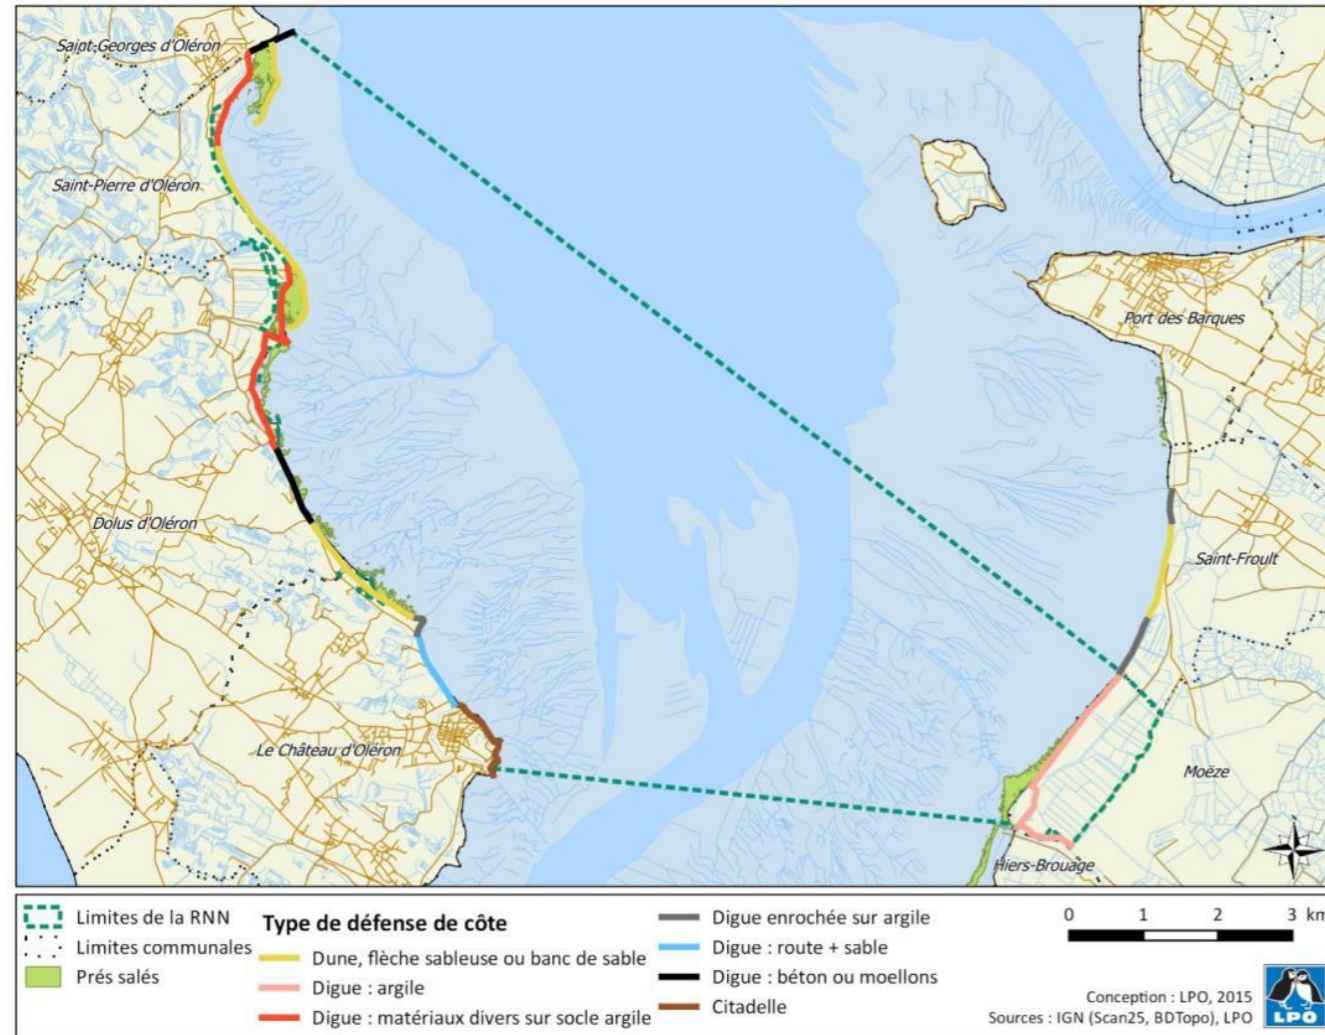 Saint-Georges d'Oléron
Saint-Pierre d'Oléron
Port des Barques
Dolus d'Oléron
Saint-Froult
Le Château d'Oléron
Moëze
Hiers-Brouage
Limites de la RNN
Limites communales
Prés salés
Type de défense de côte
Dune, flèche sableuse ou banc de sable
Digue : argile
Digue : matériaux divers sur socle argile
Digue enrochée sur argile
Digue : route + sable
Digue : béton ou moellons
Citadelle
0 1 2 3 km
Conception : LPO, 2015
Sources : IGN (Scan25, BDTopo), LPO
LPO